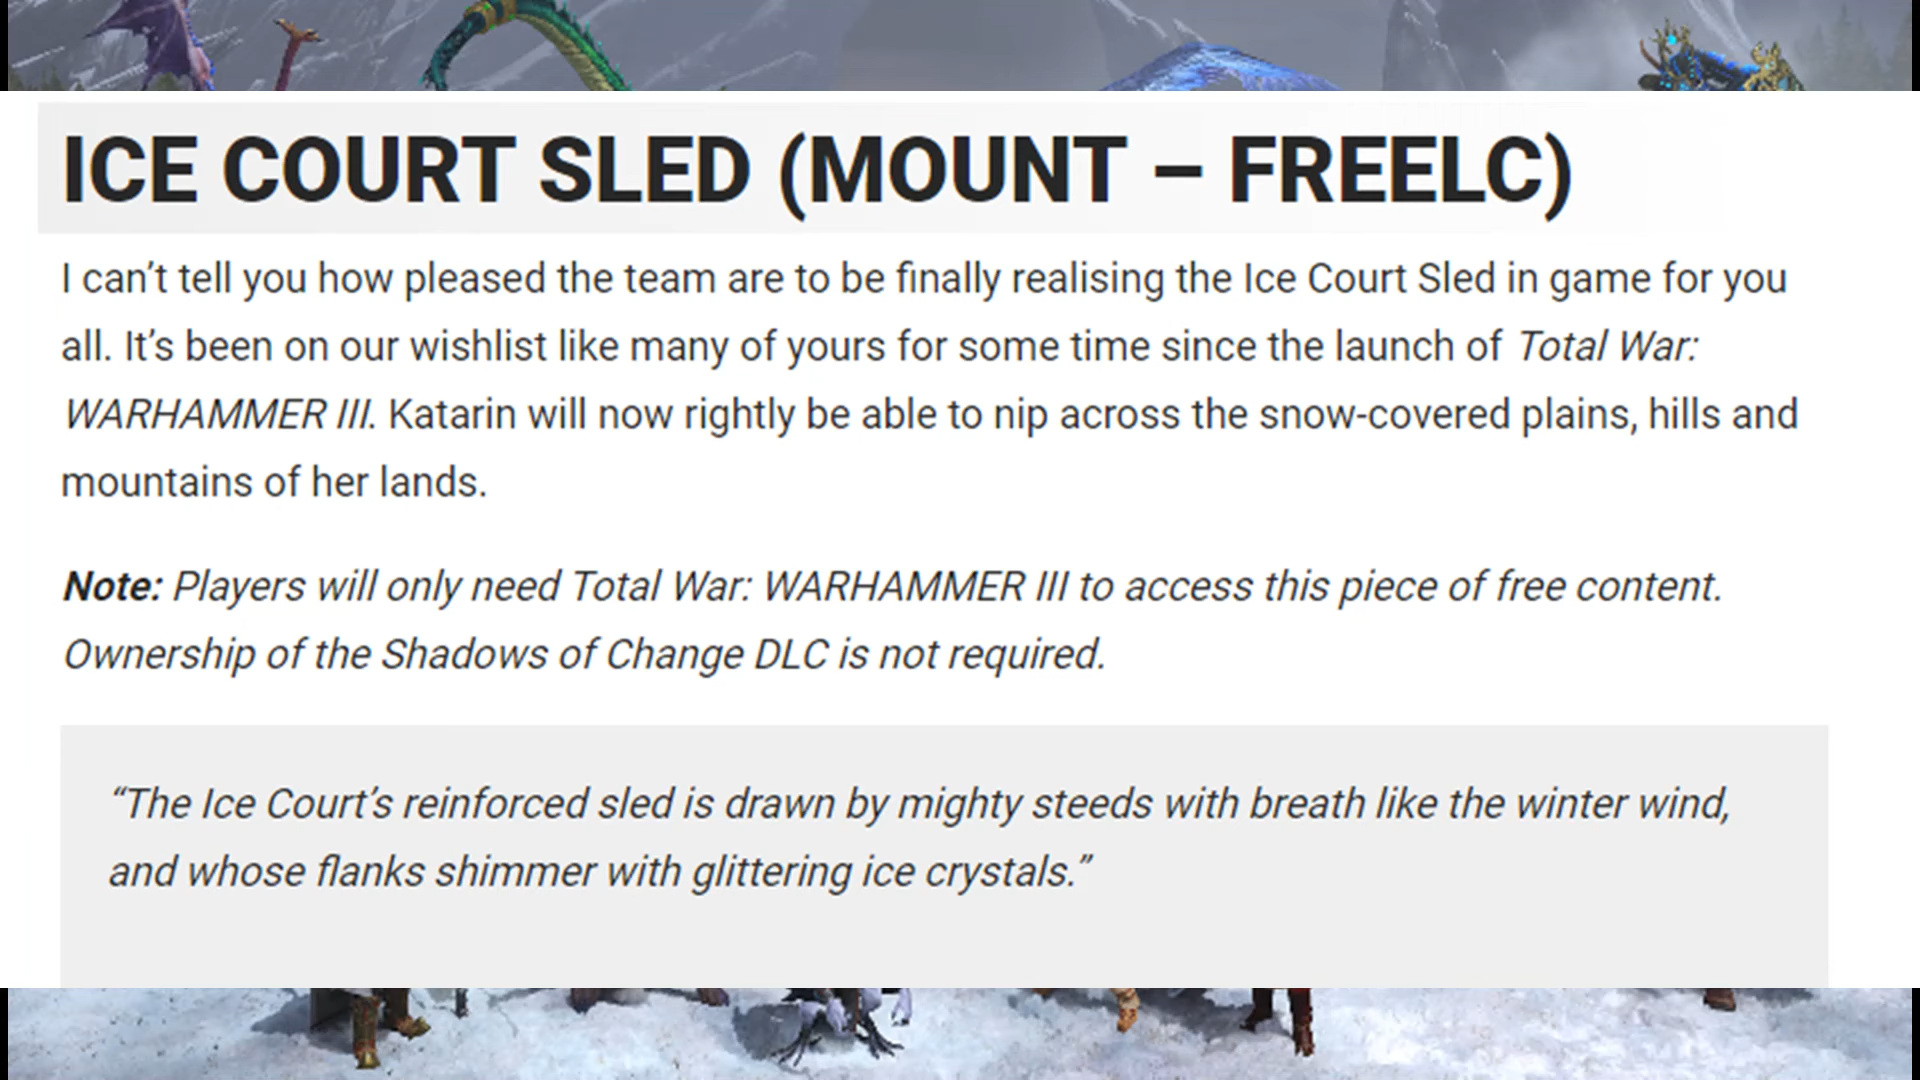 ICE COURT SLED (MOUNT – FREELC)
I can’t tell you how pleased the team are to be finally realising the Ice Court Sled in game for you
all. It’s been on our wishlist like many of yours for some time since the launch of Total War:
WARHAMMER III. Katarin will now rightly be able to nip across the snow-covered plains, hills and
mountains of her lands.
Note: Players will only need Total War: WARHAMMER III to access this piece of free content.
Ownership of the Shadows of Change DLC is not required.
“The Ice Court’s reinforced sled is drawn by mighty steeds with breath like the winter wind,
and whose flanks shimmer with glittering ice crystals.”